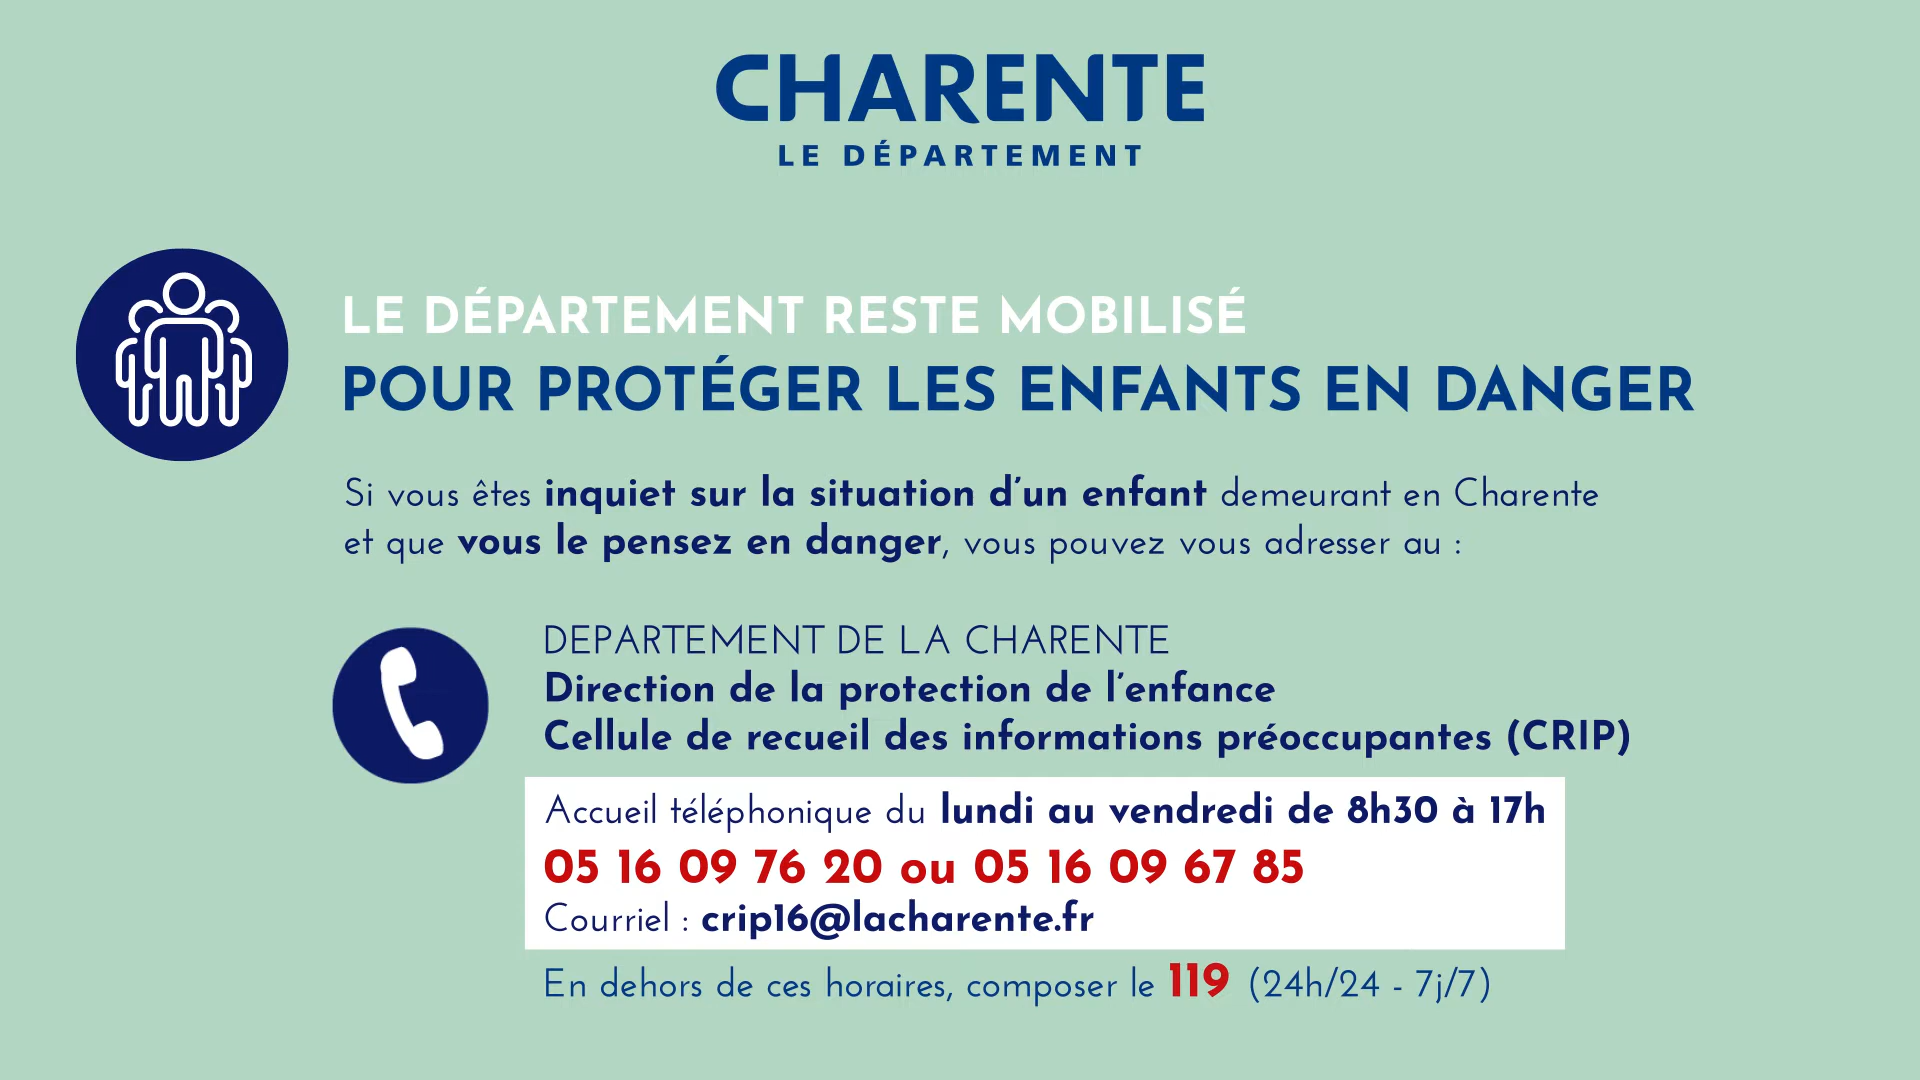 CHARENTE
LE DÉPARTEMENT
LE DÉPARTEMENT RESTE MOBILISÉ
POUR PROTÉGER LES ENFANTS EN DANGER
Si vous êtes inquiet sur la situation d'un enfant demeurant en Charente
et que vous le pensez en danger, vous pouvez vous adresser au :
DEPARTEMENT DE LA CHARENTE
Direction de la protection de l'enfance
Cellule de recueil des informations préoccupantes (CRIP)
Accueil téléphonique du lundi au vendredi de 8h30 à 17h
05 16 09 76 20 ou 05 16 09 67 85
Courriel : crip16@lacharente.fr
En dehors de ces horaires, composer le 119 (24h/24 - 7j/7)